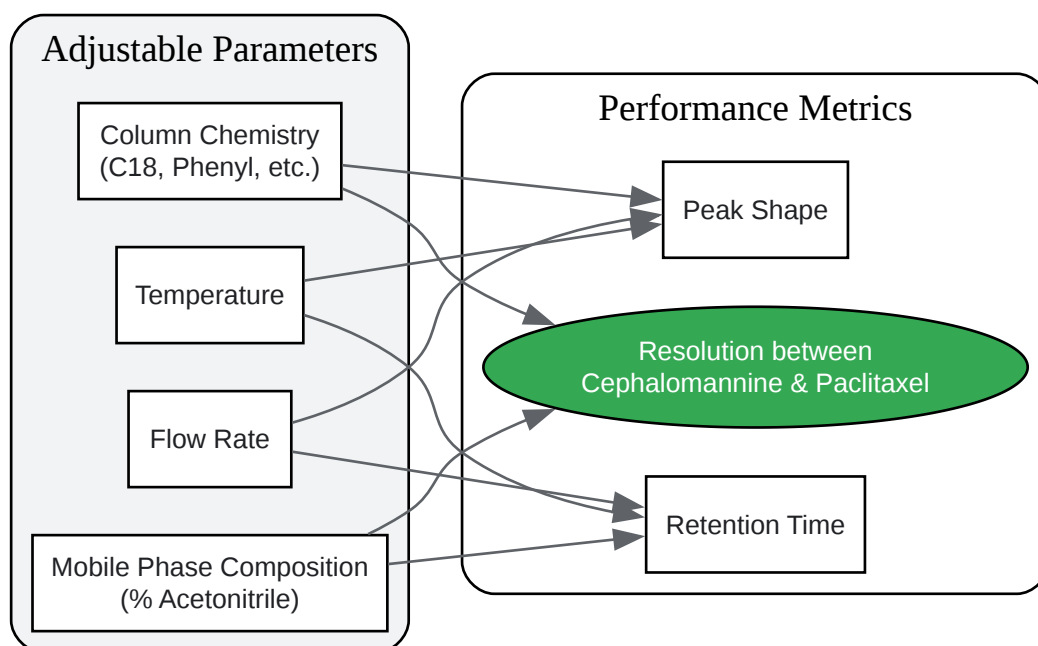 Adjustable Parameters
Column Chemistry
(C18, Phenyl, etc.)
Temperature
Flow Rate
Mobile Phase Composition
(% Acetonitrile)
Performance Metrics
Peak Shape
Resolution between
Cephalomannine & Paclitaxel
Retention Time